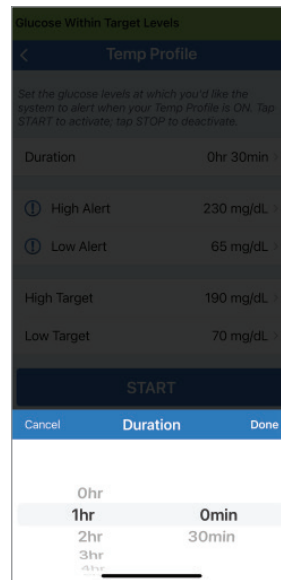 Glucose Within Target Levels
Temp Profile
Set the glucose levels at which you'd like the
system to alert when your Temp Profile is ON. Tap
START to activate; tap STOP to deactivate.
Duration 0hr 30min
High Alert 230 mg/dL
Low Alert 65 mg/dL
High Target 190 mg/dL
Low Target 70 mg/dL
START
Cancel Duration Done
0hr
1hr 0min
2hr 30min
3hr
4hr